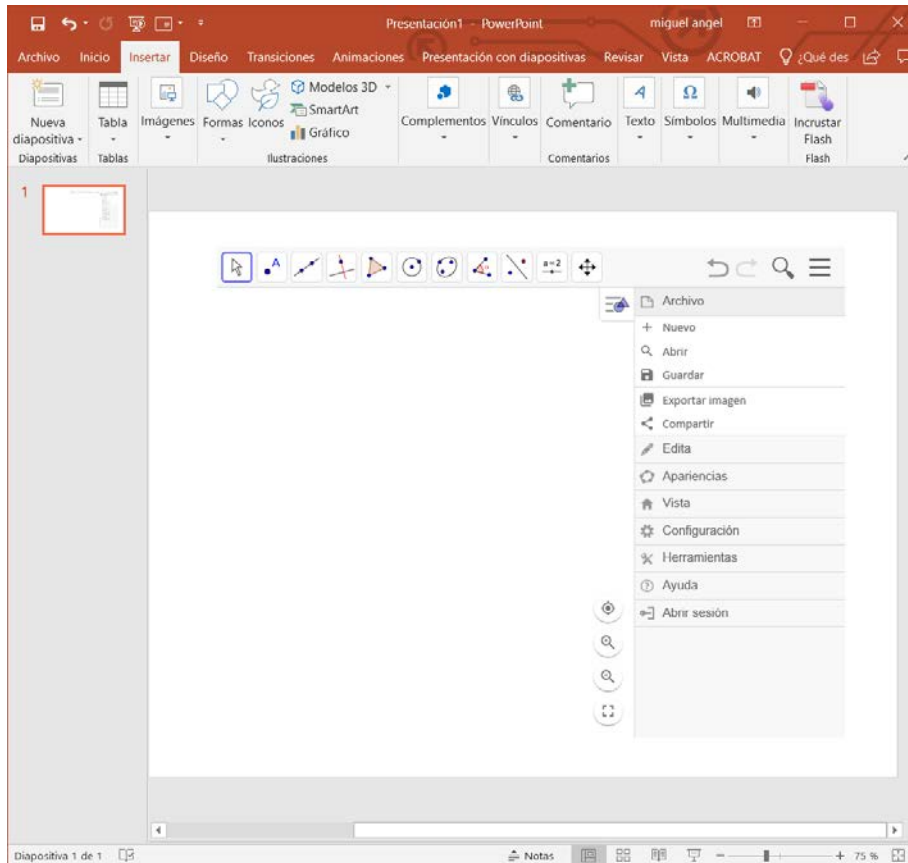 Presentación1 - PowerPoint
miguel angel
Archivo Inicio Insertar Diseño Transiciones Animaciones Presentación con diapositivas Revisar Vista ACROBAT ¿Qué des
Modelos 3D
SmartArt
Gráfico
Nueva diapositiva
Tabla
Imágenes
Formas
Iconos
Complementos
Vínculos
Comentario
Texto
Símbolos
Multimedia
Incrustar Flash
Diapositivas Tablas Ilustraciones Comentarios Flash
1
A
a=2
Archivo
Nuevo
Abrir
Guardar
Exportar imagen
Compartir
Edita
Apariencias
Vista
Configuración
Herramientas
Ayuda
Abrir sesión
Diapositiva 1 de 1
Notas
75 %